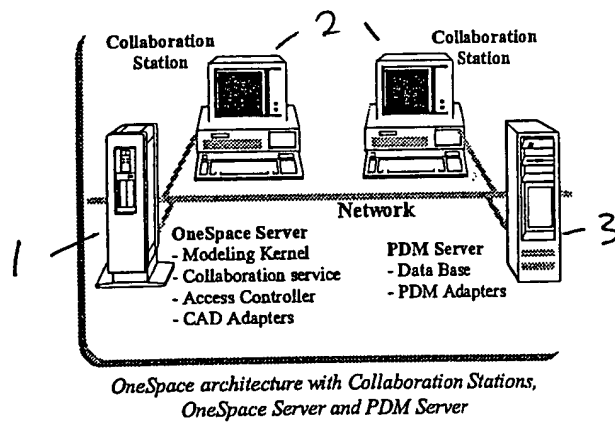 2
Collaboration
Station
Collaboration
Station
Network
1
OneSpace Server
- Modeling Kernel
- Collaboration service
- Access Controller
- CAD Adapters
PDM Server
- Data Base
- PDM Adapters
3
OneSpace architecture with Collaboration Stations,
OneSpace Server and PDM Server